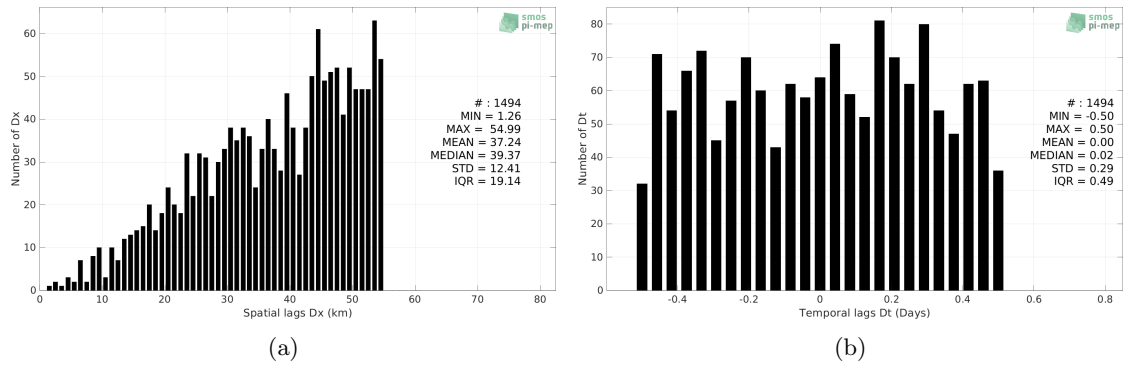 smos
pi-mep
60
50
40
30
20
10
0
Number of Dx
# : 1494
MIN = 1.26
MAX = 54.99
MEAN = 37.24
MEDIAN = 39.37
STD = 12.41
IQR = 19.14
0 10 20 30 40 50 60 70 80
Spatial lags Dx (km)
(a)
smos
pi-mep
80
70
60
50
40
30
20
10
0
Number of Dt
# : 1494
MIN = -0.50
MAX = 0.50
MEAN = 0.00
MEDIAN = 0.02
STD = 0.29
IQR = 0.49
-0.4 -0.2 0 0.2 0.4 0.6 0.8
Temporal lags Dt (Days)
(b)